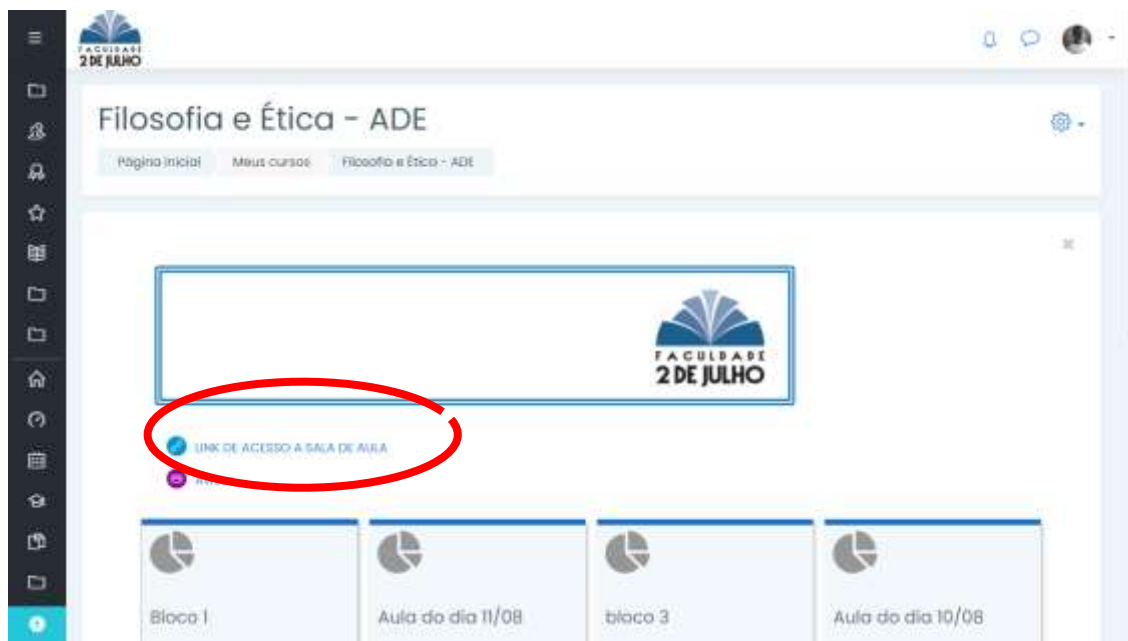 FACULDADE
2 DE JULHO
Filosofia e Ética - ADE
Página inicial Meus cursos Filosofia e Ética - ADE
FACULDADE
2 DE JULHO
LINK DE ACESSO A SALA DE AULA
Bloco 1
Aula do dia 11/08
bloco 3
Aula do dia 10/08